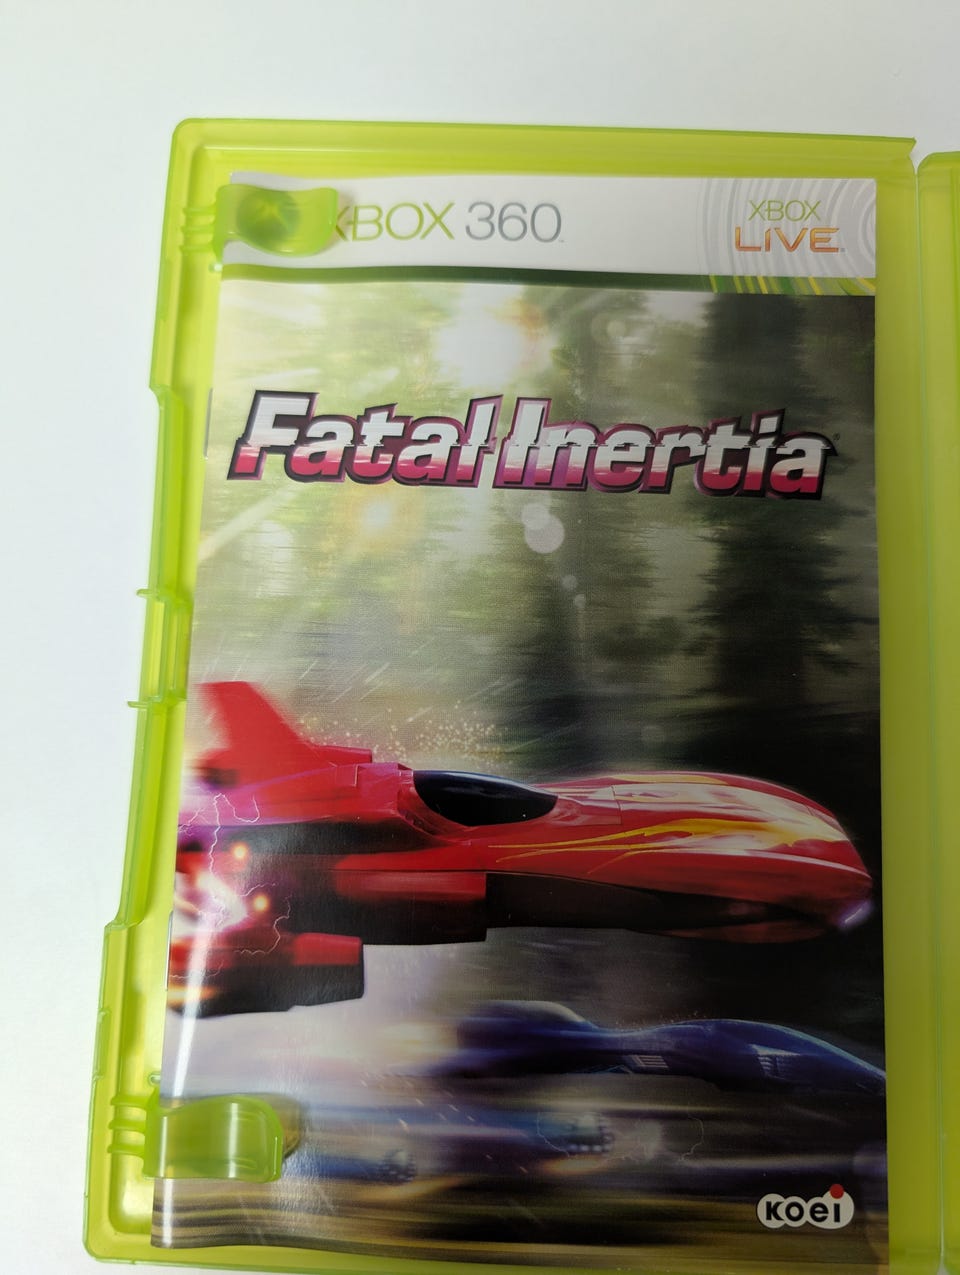 XBOX 360
XBOX
LIVE
Fatal Inertia
KOEI